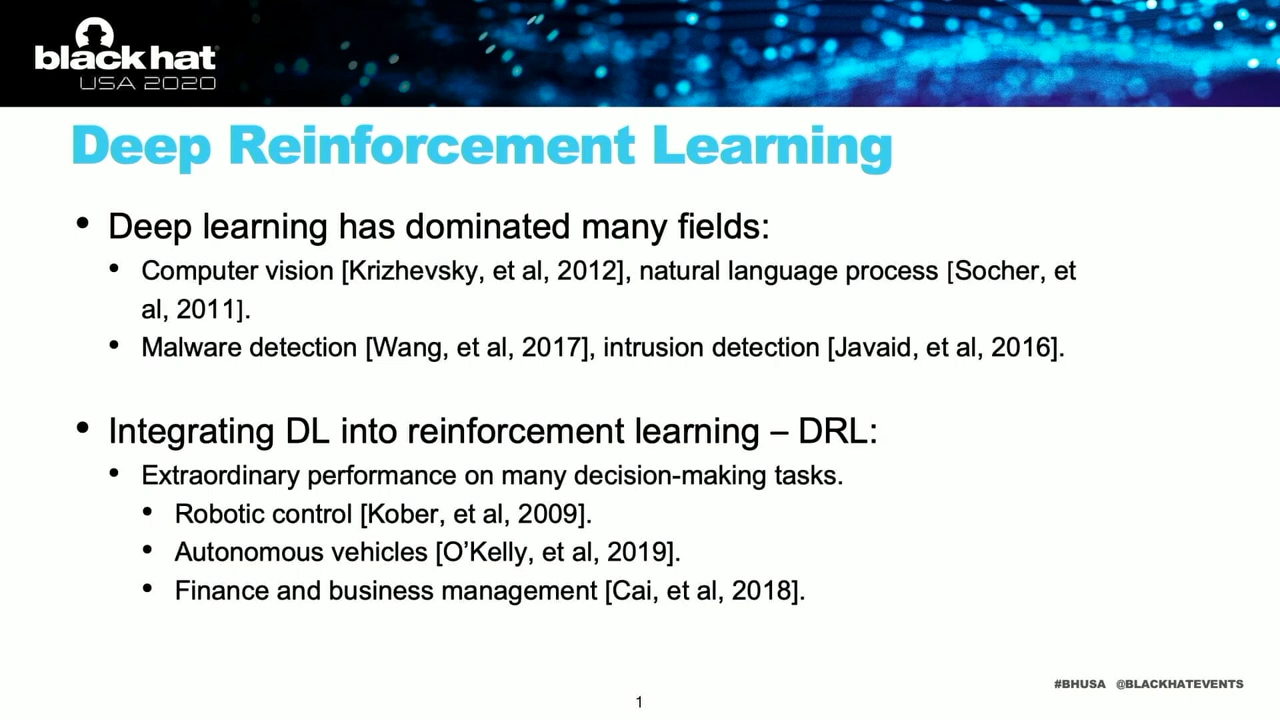 black hat
USA 2020
Deep Reinforcement Learning
• Deep learning has dominated many fields:
• Computer vision [Krizhevsky, et al, 2012], natural language process [Socher, et
al, 2011].
• Malware detection [Wang, et al, 2017], intrusion detection [Javaid, et al, 2016].
• Integrating DL into reinforcement learning – DRL:
• Extraordinary performance on many decision-making tasks.
• Robotic control [Kober, et al, 2009].
• Autonomous vehicles [O’Kelly, et al, 2019].
• Finance and business management [Cai, et al, 2018].
#BHUSA @BLACKHATEVENTS
1